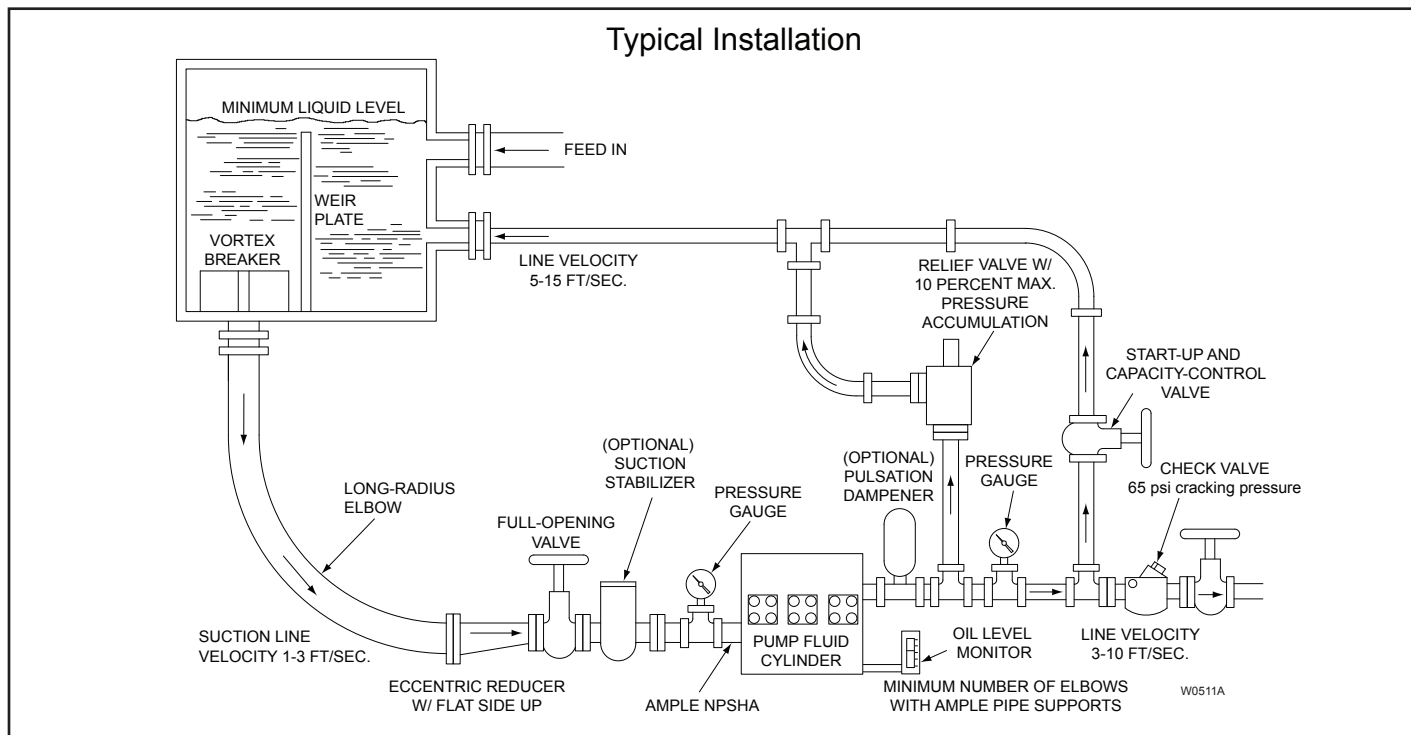 Typical Installation
MINIMUM LIQUID LEVEL
FEED IN
WEIR
PLATE
VORTEX
BREAKER
LINE VELOCITY
5-15 FT/SEC.
RELIEF VALVE W/
10 PERCENT MAX.
PRESSURE
ACCUMULATION
START-UP AND
CAPACITY-CONTROL
VALVE
(OPTIONAL)
SUCTION
STABILIZER
(OPTIONAL)
PULSATION
DAMPENER
PRESSURE
GAUGE
CHECK VALVE
65 psi cracking pressure
LONG-RADIUS
ELBOW
PRESSURE
GAUGE
FULL-OPENING
VALVE
SUCTION LINE
VELOCITY 1-3 FT/SEC.
PUMP FLUID
CYLINDER
OIL LEVEL
MONITOR
LINE VELOCITY
3-10 FT/SEC.
ECCENTRIC REDUCER
W/ FLAT SIDE UP
AMPLE NPSHA
MINIMUM NUMBER OF ELBOWS
WITH AMPLE PIPE SUPPORTS
W0511A